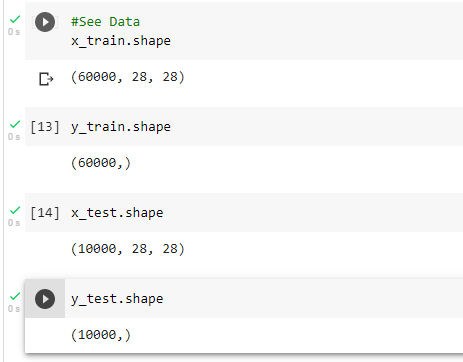 #See Data
0s
x_train.shape
(60000, 28, 28)
[13] y_train.shape
0s
(60000,)
[14] x_test.shape
0s
(10000, 28, 28)
y_test.shape
0s
(10000,)